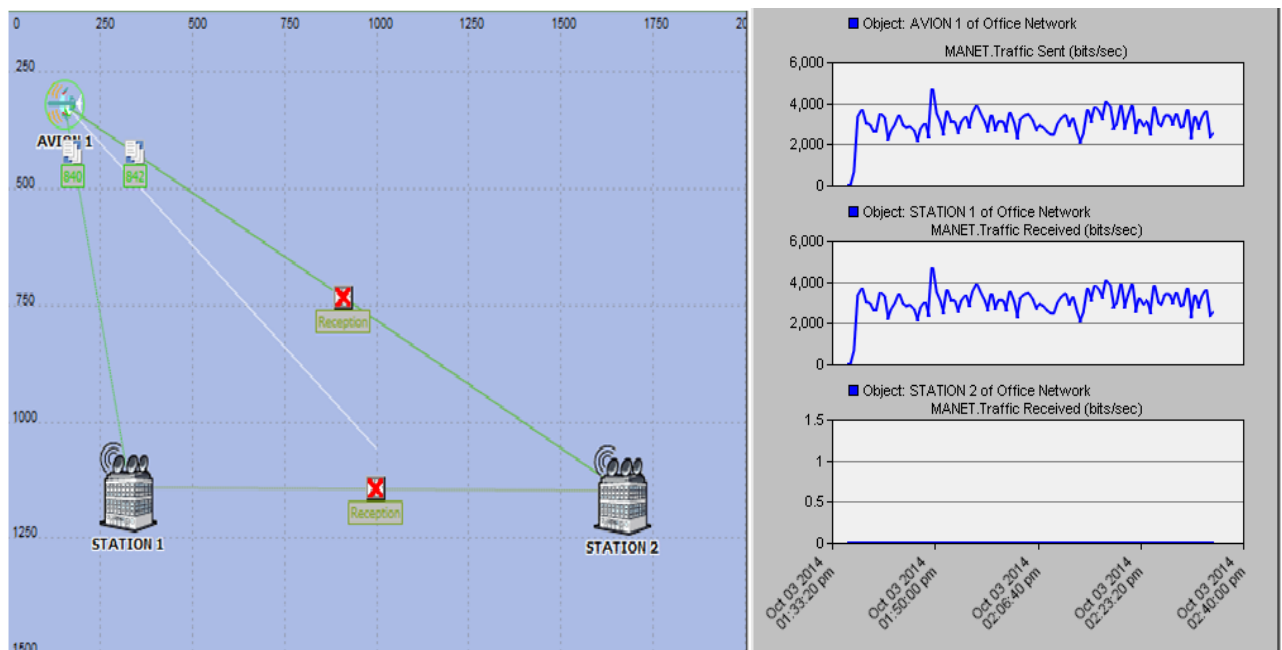 0 250 500 750 1000 1250 1500 1750 20
250
AVION 1
840 842
500
750
Reception
1000
Reception
1250
STATION 1 STATION 2
1500
Object: AVION 1 of Office Network
MANET.Traffic Sent (bits/sec)
6,000
4,000
2,000
0
Object: STATION 1 of Office Network
MANET.Traffic Received (bits/sec)
6,000
4,000
2,000
0
Object: STATION 2 of Office Network
MANET.Traffic Received (bits/sec)
1.5
1
0.5
0
Oct 03 2014
01:33:20 pm
Oct 03 2014
01:50:00 pm
Oct 03 2014
02:06:40 pm
Oct 03 2014
02:23:20 pm
Oct 03 2014
02:40:00 pm